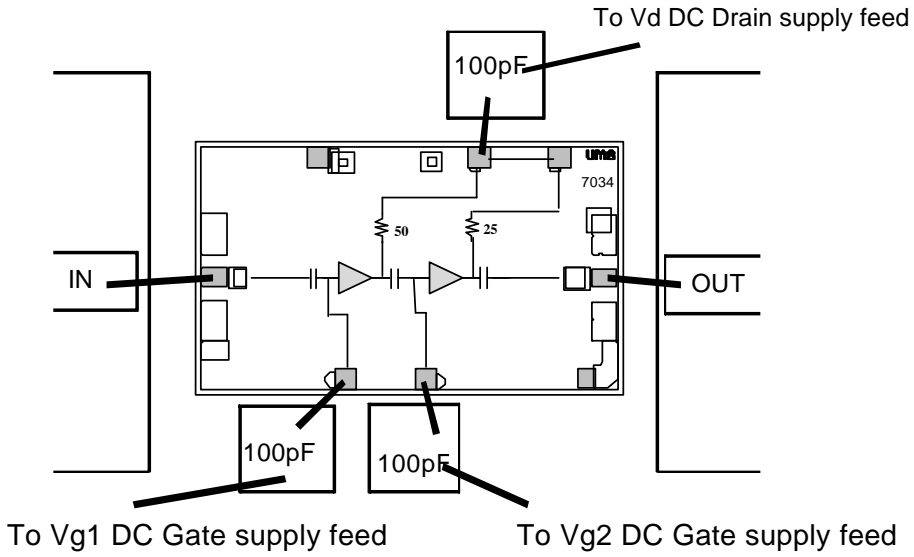 To Vd DC Drain supply feed
100pF
ums
7034
50
25
IN
OUT
100pF
100pF
To Vg1 DC Gate supply feed
To Vg2 DC Gate supply feed